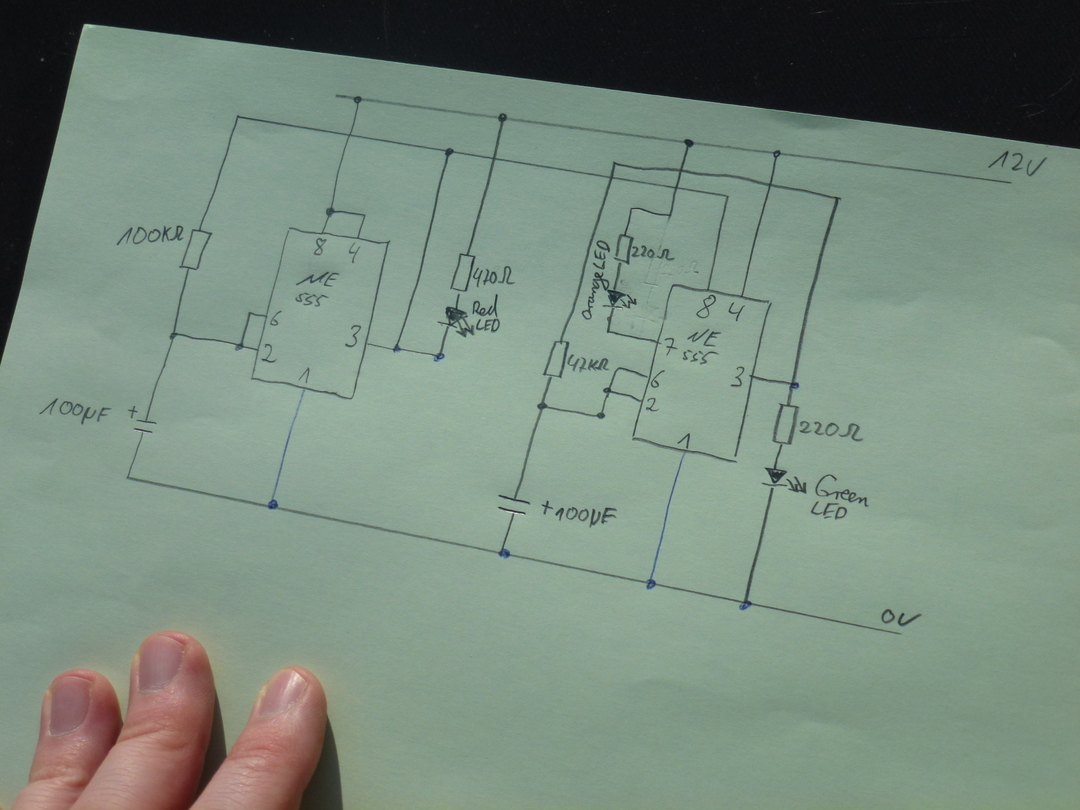 12V
100KΩ
8 4
NE
555
6
2
3
1
470Ω
Red
LED
100µF +
220Ω
Orange LED
8 4
NE
555
7
6
2
3
1
47KΩ
220Ω
Green
LED
+100µF
0V